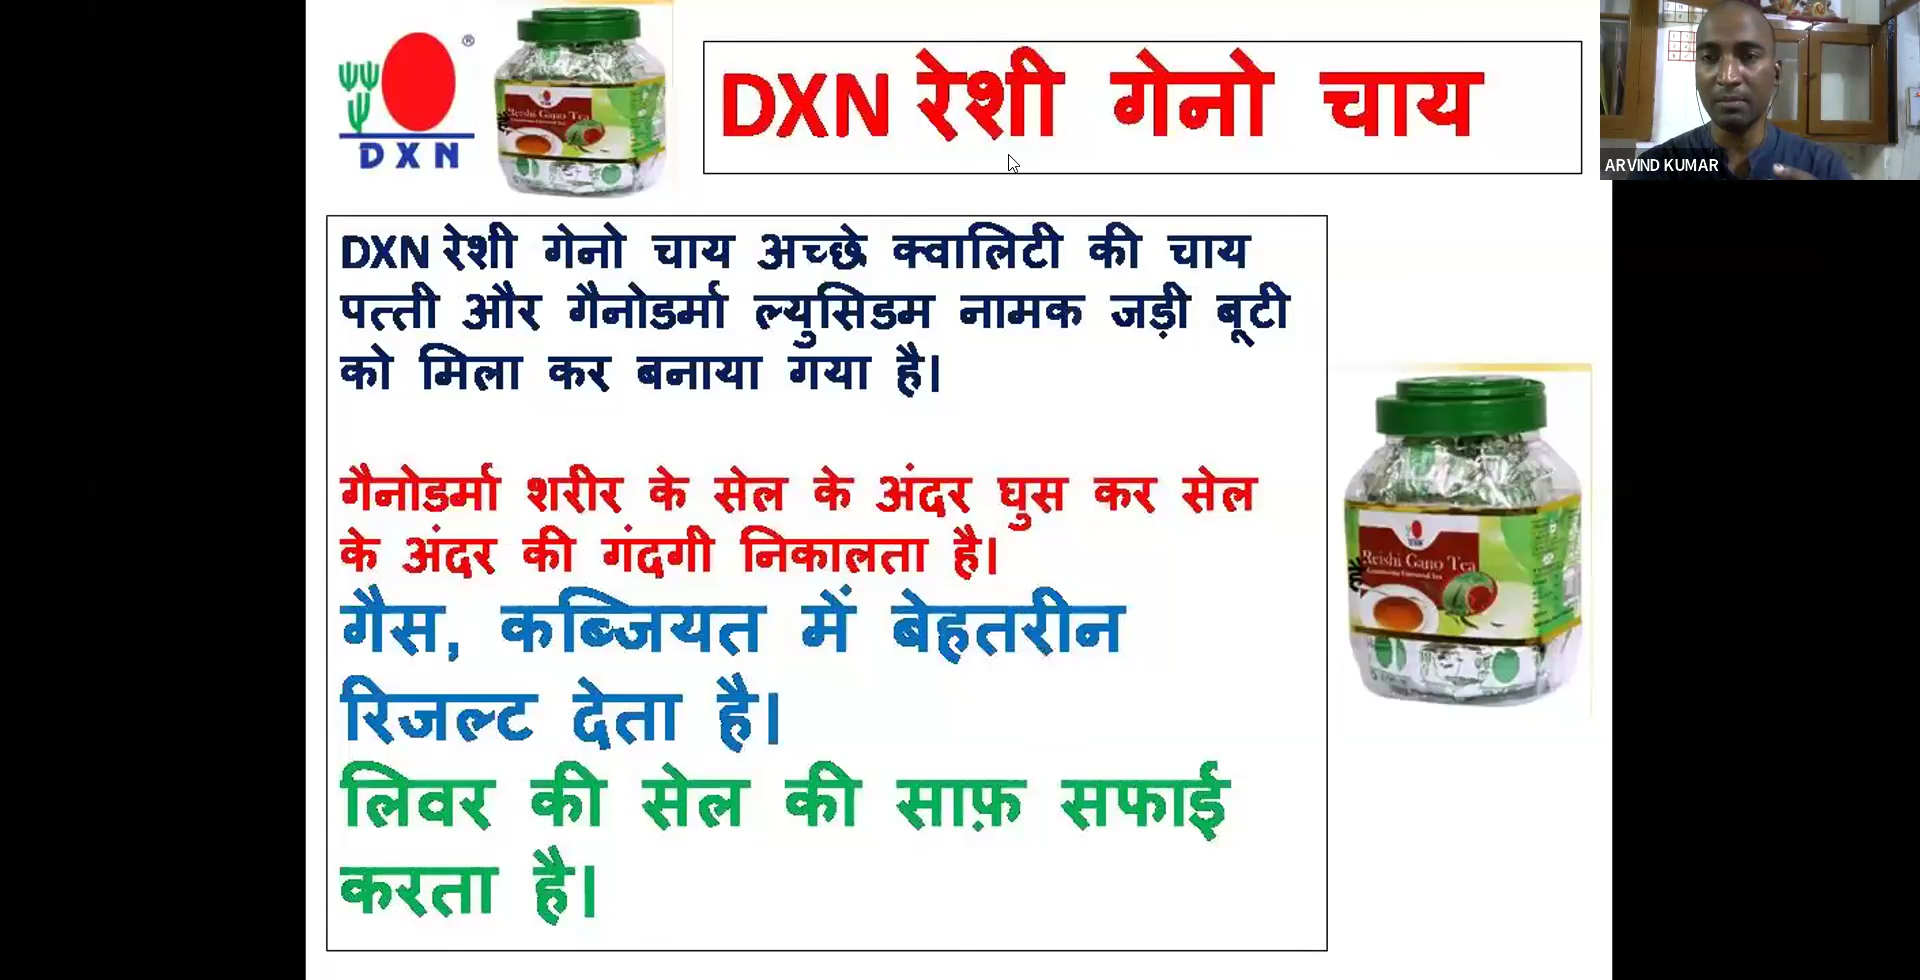 DXN
Reishi Gano Tea
DXN रेशी गेनो चाय
ARVIND KUMAR
DXN रेशी गेनो चाय अच्छे क्वालिटी की चाय
पत्ती और गैनोडर्मा ल्युसिडम नामक जड़ी बूटी
को मिला कर बनाया गया है।
गैनोडर्मा शरीर के सेल के अंदर घुस कर सेल
के अंदर की गंदगी निकालता है।
गैस, कब्जियत में बेहतरीन
रिजल्ट देता है।
लिवर की सेल की साफ़ सफाई
करता है।
Reishi Gano Tea